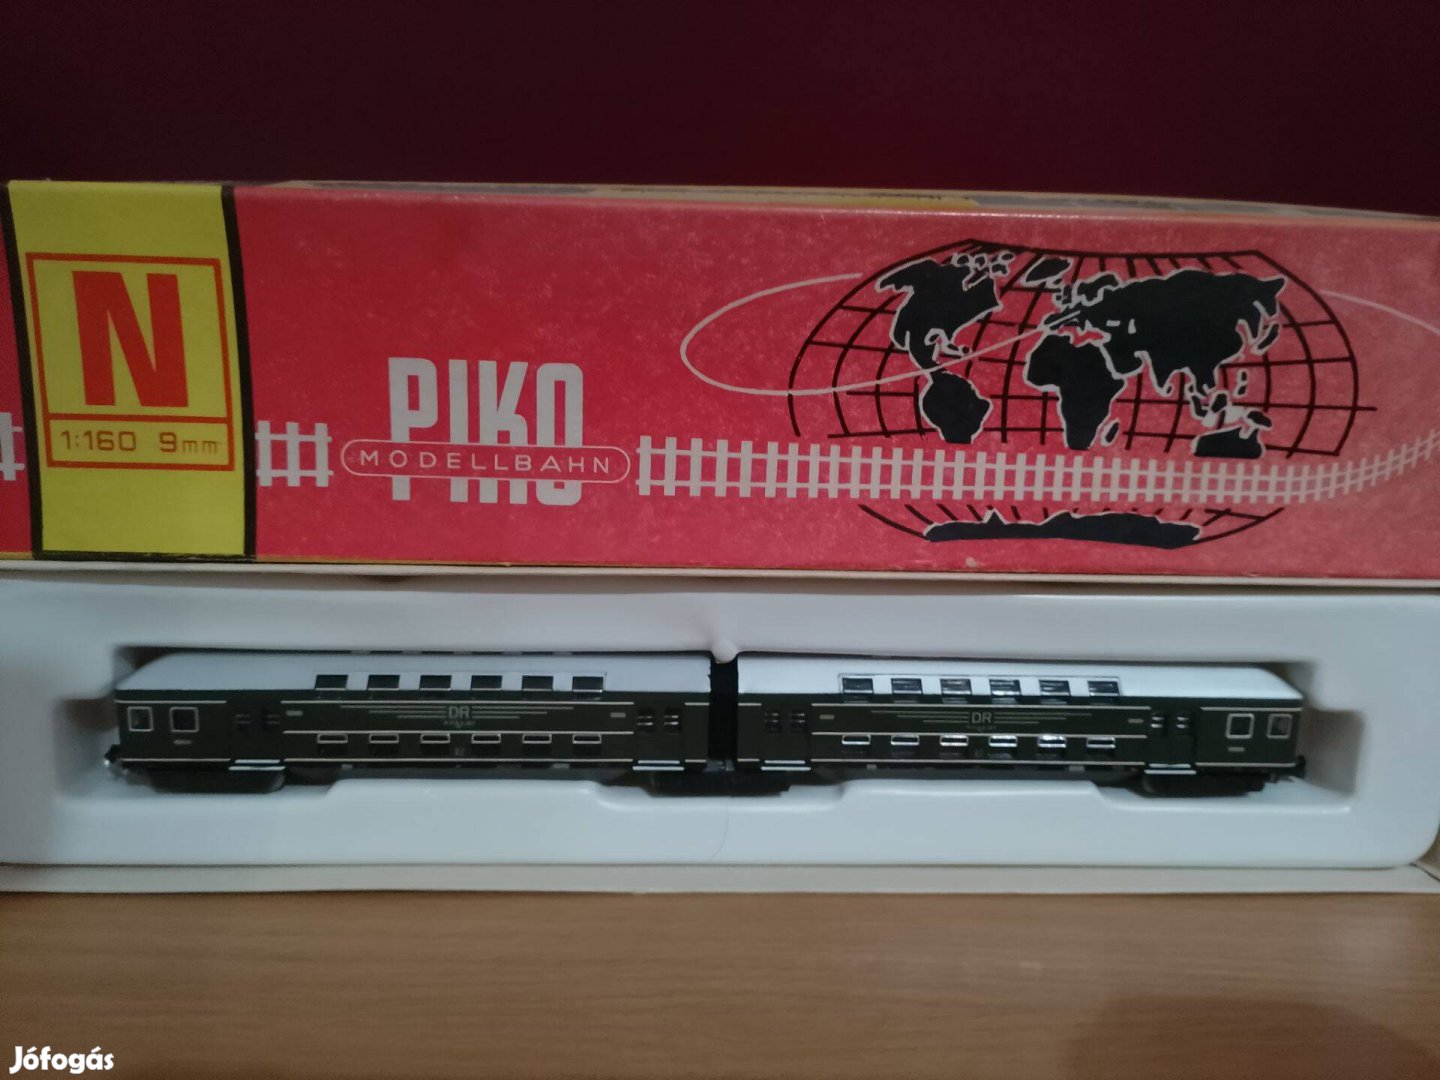 N
1:160 9mm
PIKO
MODELLBAHN
DR
DR
Jófogás